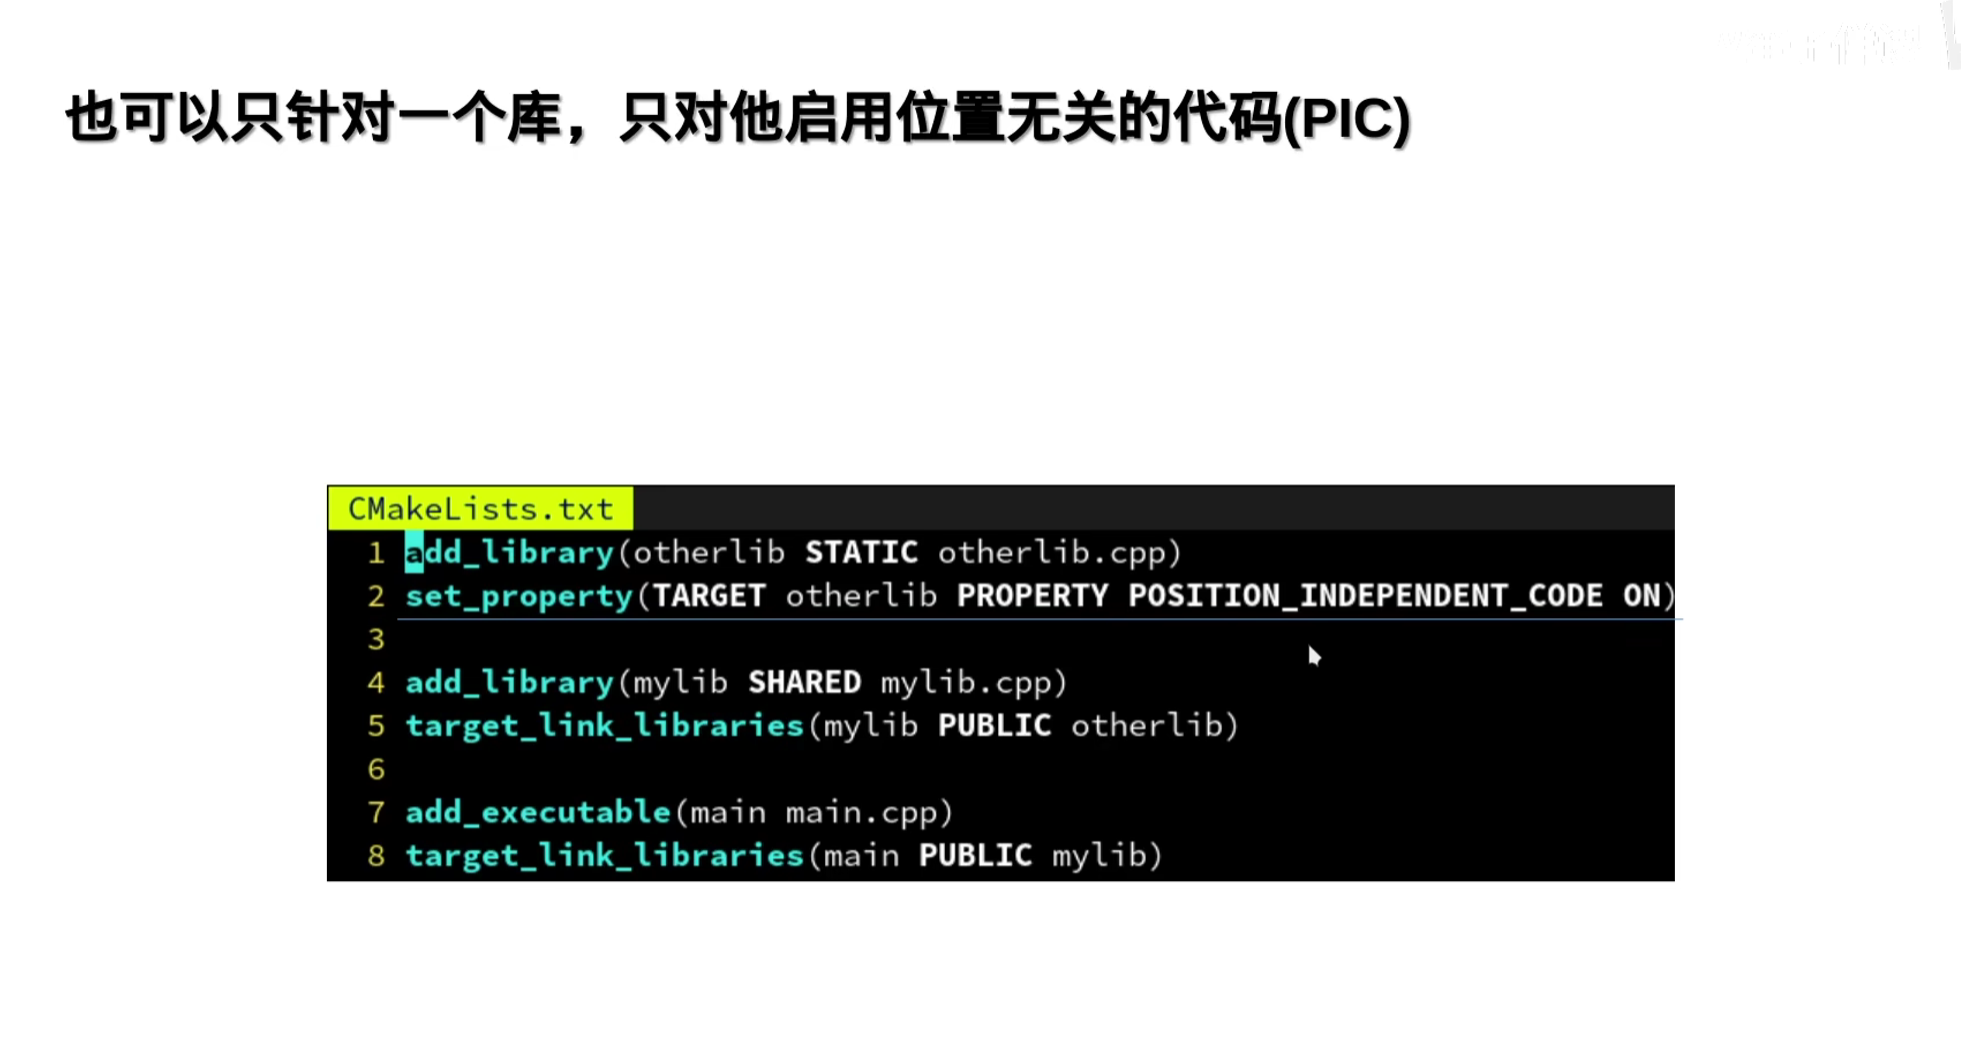 也可以只针对一个库，只对他启用位置无关的代码(PIC)
CMakeLists.txt
1 add_library(otherlib STATIC otherlib.cpp)
2 set_property(TARGET otherlib PROPERTY POSITION_INDEPENDENT_CODE ON)
3
4 add_library(mylib SHARED mylib.cpp)
5 target_link_libraries(mylib PUBLIC otherlib)
6
7 add_executable(main main.cpp)
8 target_link_libraries(main PUBLIC mylib)